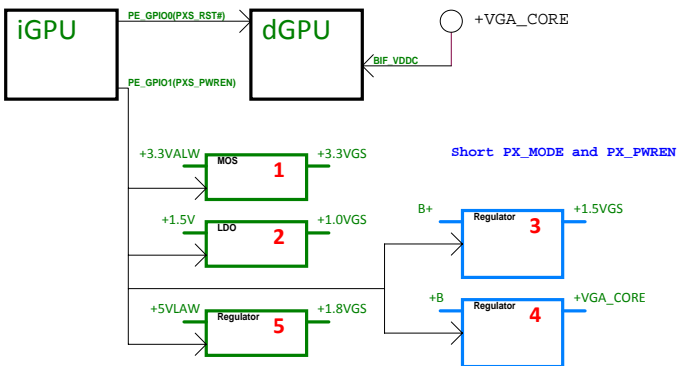 iGPU
PE_GPIO0(PXS_RST#)
dGPU
+VGA_CORE
BIF_VDDC
PE_GPIO1(PXS_PWREN)
+3.3VALW
MOS
1
+3.3VGS
Short PX_MODE and PX_PWREN
+1.5V
LDO
2
+1.0VGS
B+
Regulator
3
+1.5VGS
+5VLAW
Regulator
5
+1.8VGS
+B
Regulator
4
+VGA_CORE